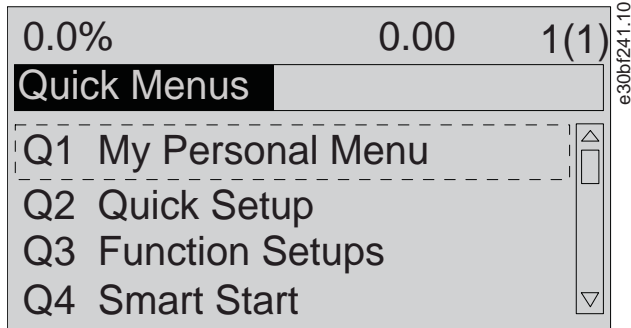 0.0% 0.00 1(1)
Quick Menus
Q1 My Personal Menu
Q2 Quick Setup
Q3 Function Setups
Q4 Smart Start
e30bf241.10